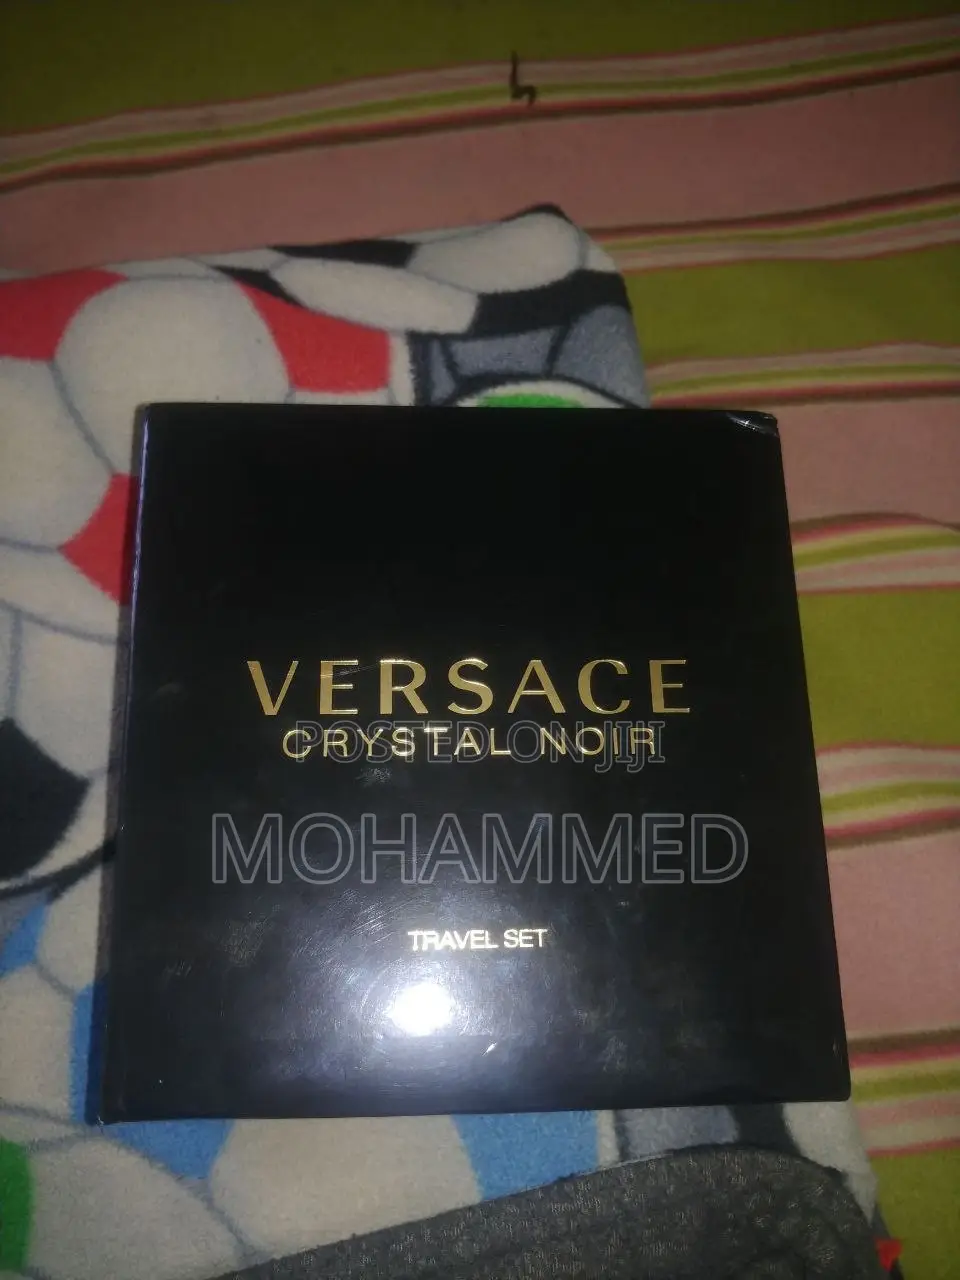 VERSACE
CRYSTAL NOIR
POSTED ON JIJI
MOHAMMED
TRAVEL SET